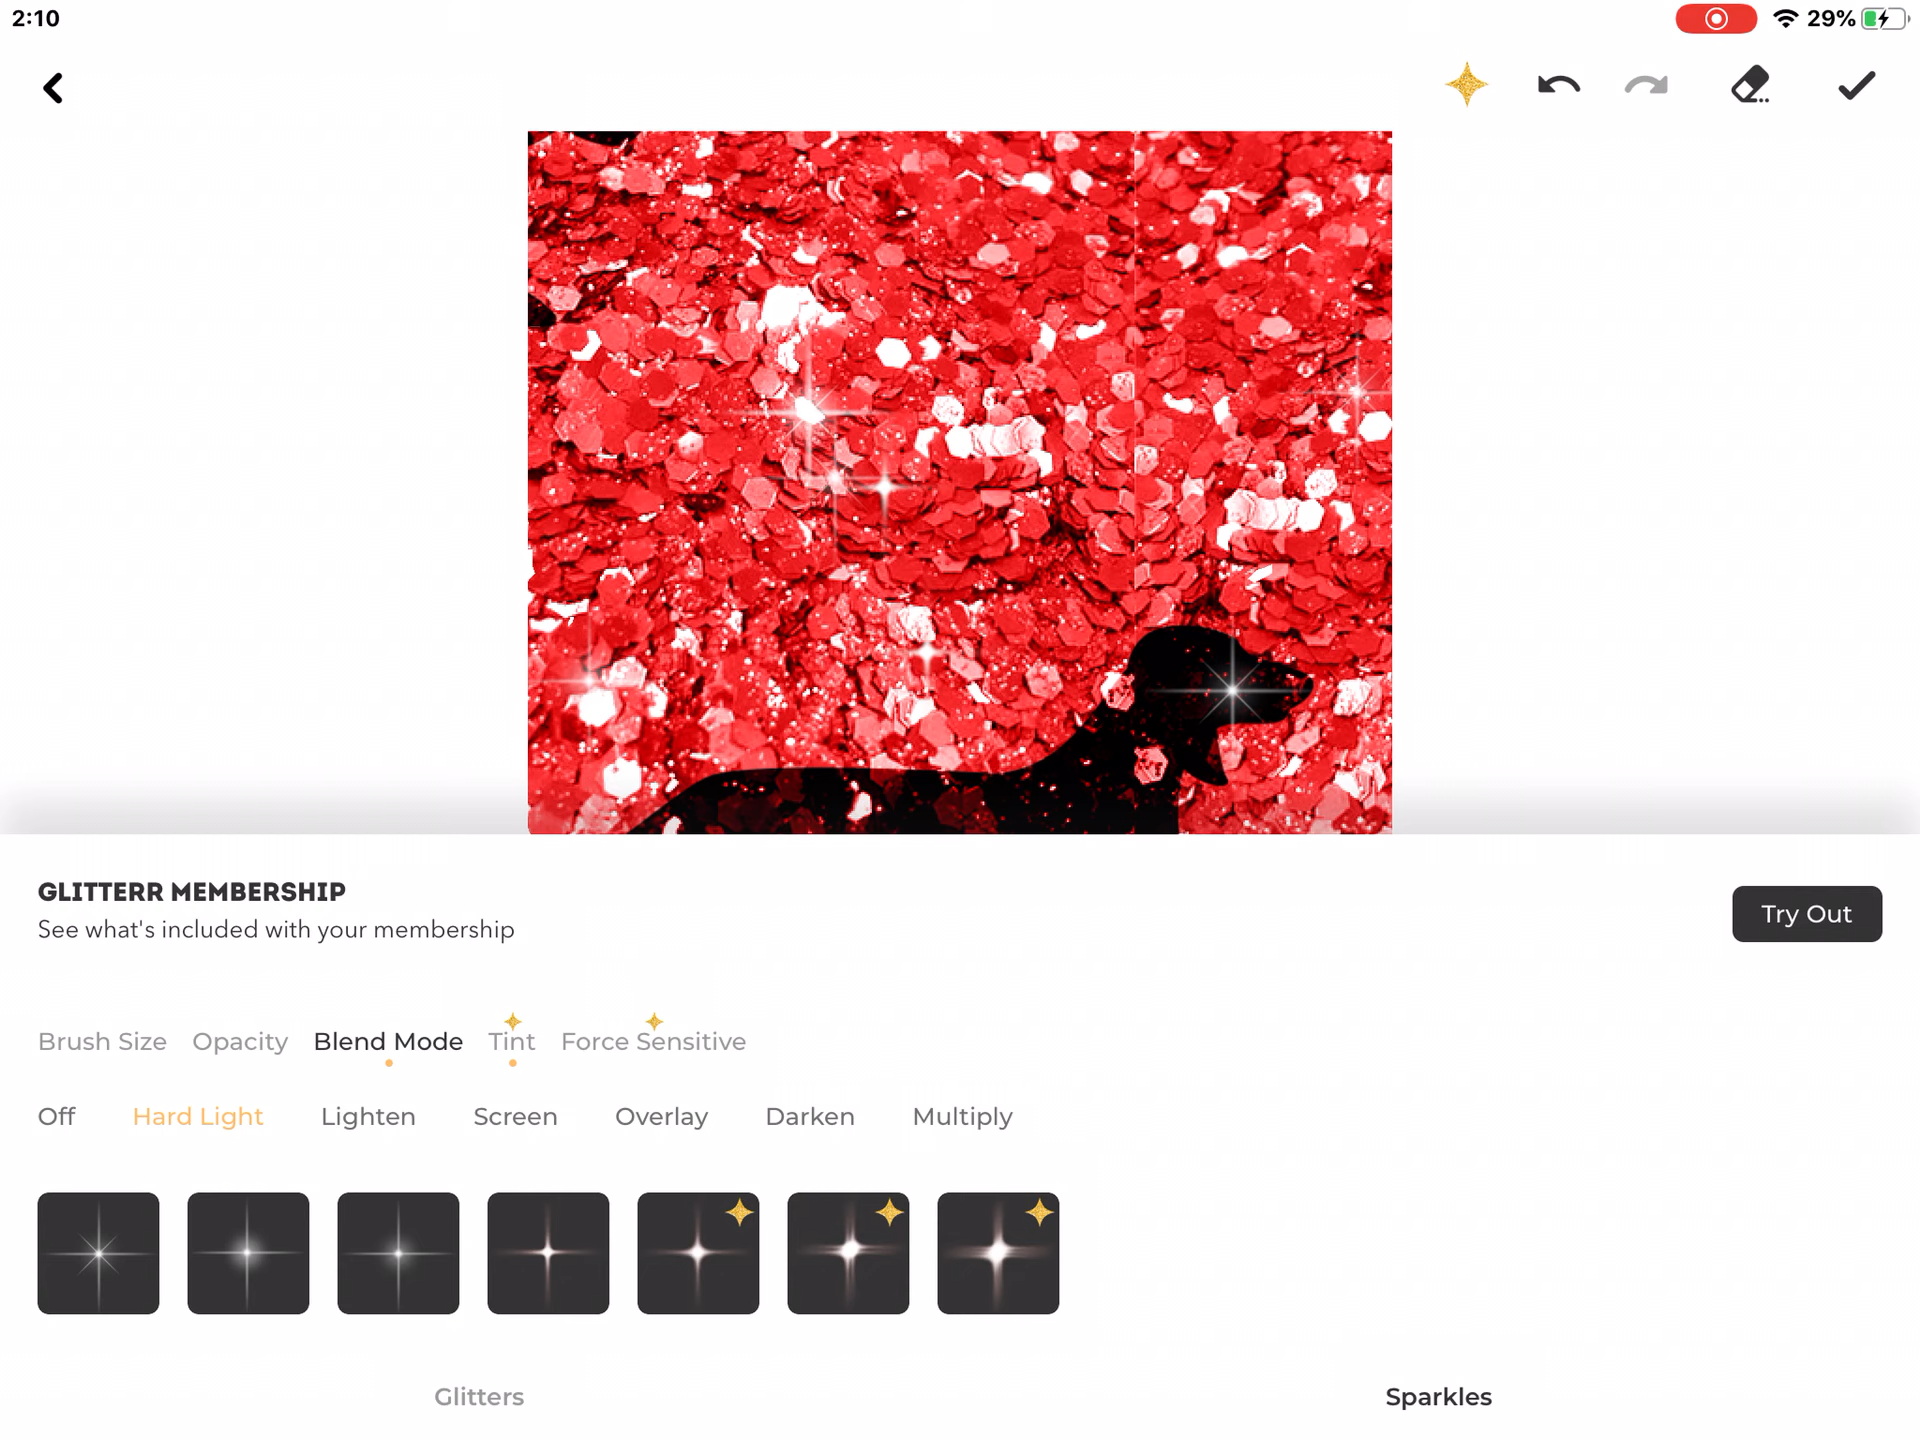 2:10
29%
GLITTERR MEMBERSHIP
See what's included with your membership
Try Out
Brush Size Opacity Blend Mode Tint Force Sensitive
Off Hard Light Lighten Screen Overlay Darken Multiply
Glitters Sparkles